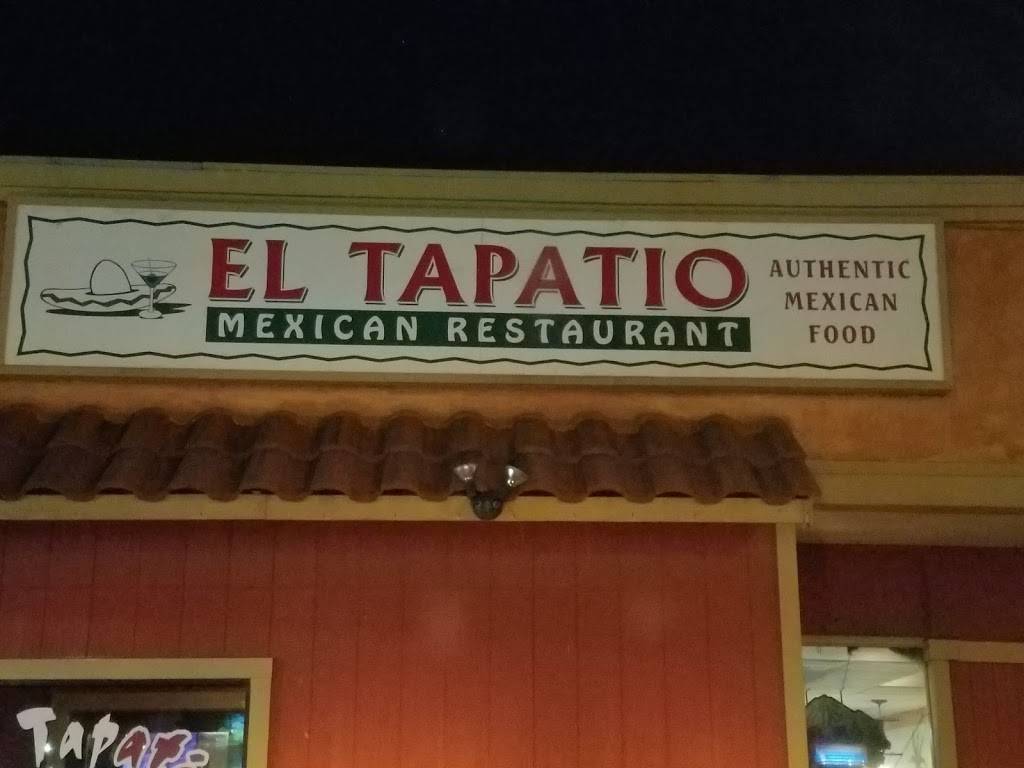 EL TAPATIO
MEXICAN RESTAURANT
AUTHENTIC
MEXICAN
FOOD